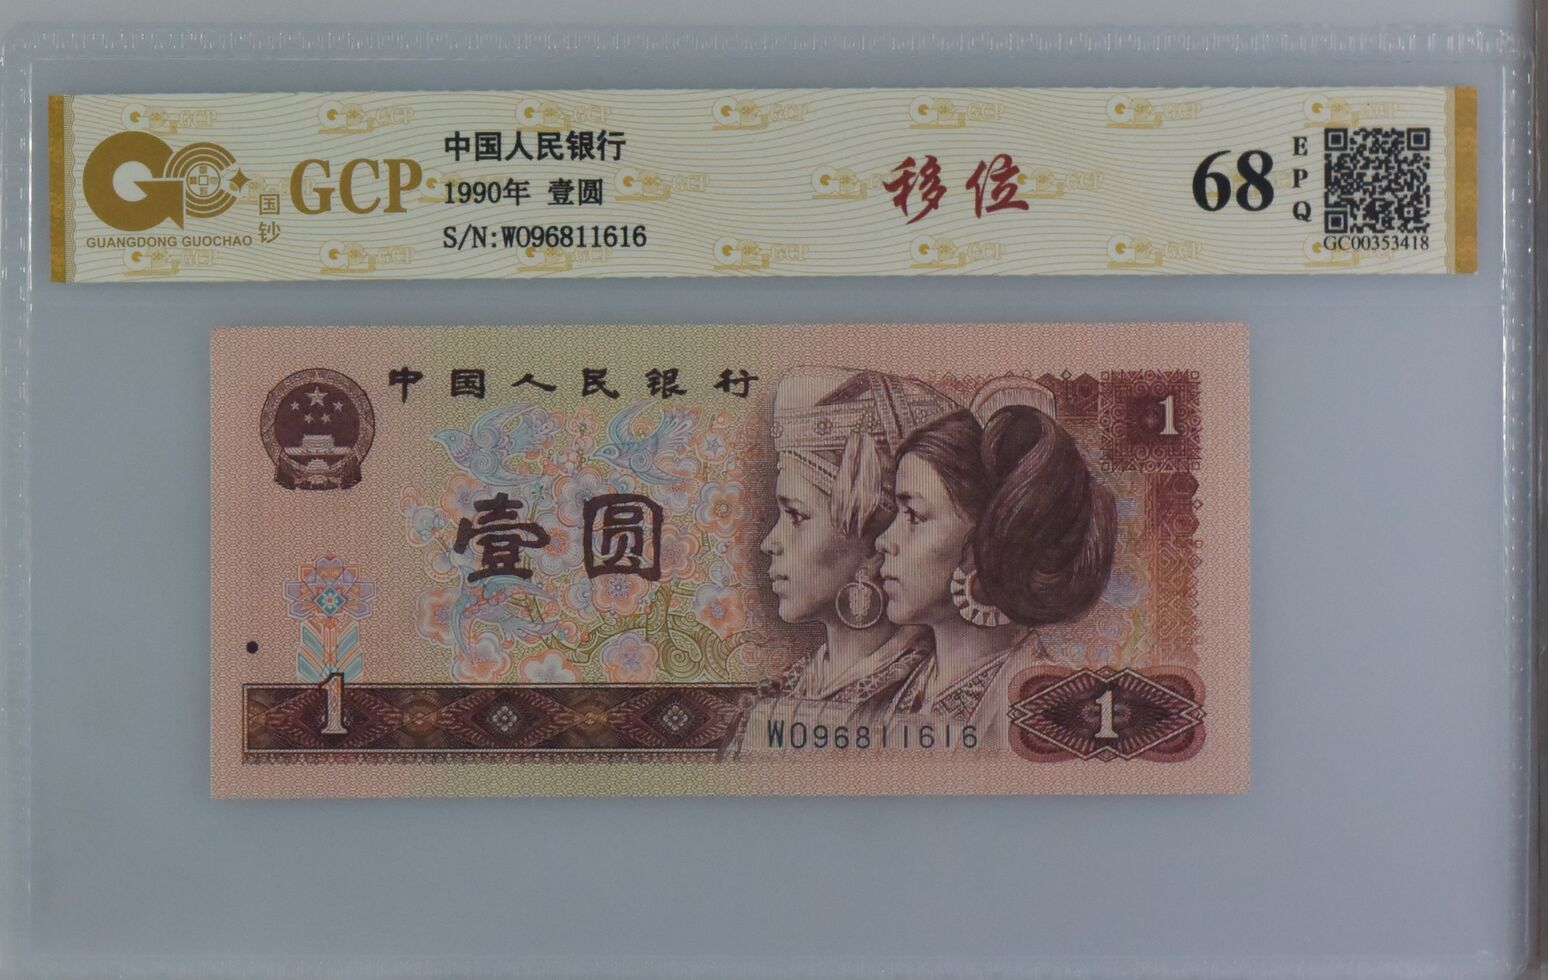 GCP
国钞
GUANGDONG GUOCHAO
中国人民银行
1990年 壹圆
S/N:W096811616
移位
68
EPQ
GC00353418
中国人民银行
1
壹圆
1
W096811616
1